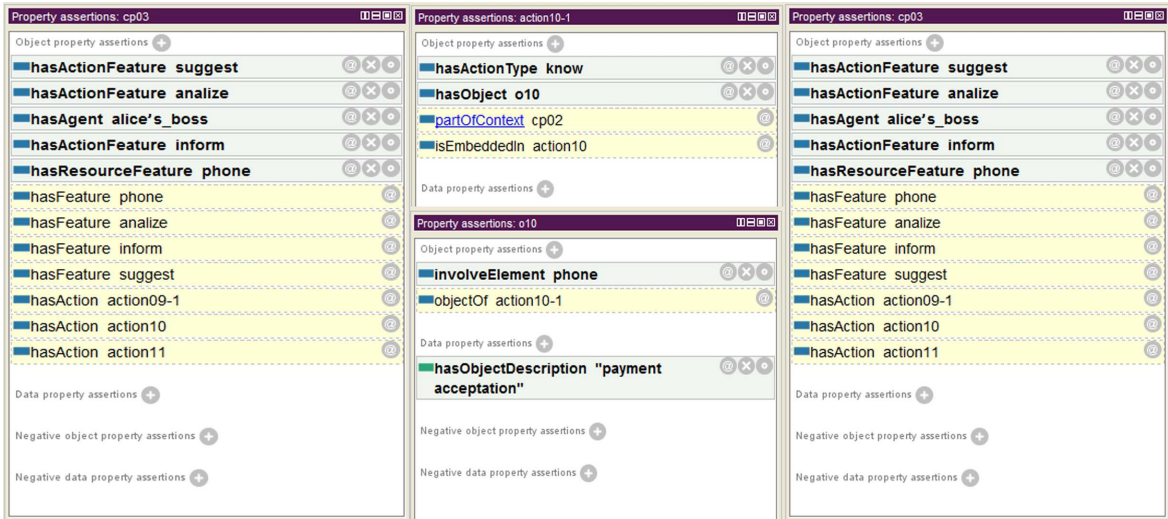 Property assertions: cp03
Object property assertions
hasActionFeature suggest
hasActionFeature analize
hasAgent alice's_boss
hasActionFeature inform
hasResourceFeature phone
hasFeature phone
hasFeature analize
hasFeature inform
hasFeature suggest
hasAction action09-1
hasAction action10
hasAction action11
Data property assertions
Negative object property assertions
Negative data property assertions
Property assertions: action10-1
Object property assertions
hasActionType know
hasObject o10
partOfContext cp02
isEmbeddedIn action10
Data property assertions
Property assertions: o10
Object property assertions
involveElement phone
objectOf action10-1
Data property assertions
hasObjectDescription "payment
acceptation"
Negative object property assertions
Negative data property assertions
Property assertions: cp03
Object property assertions
hasActionFeature suggest
hasActionFeature analize
hasAgent alice's_boss
hasActionFeature inform
hasResourceFeature phone
hasFeature phone
hasFeature analize
hasFeature inform
hasFeature suggest
hasAction action09-1
hasAction action10
hasAction action11
Data property assertions
Negative object property assertions
Negative data property assertions